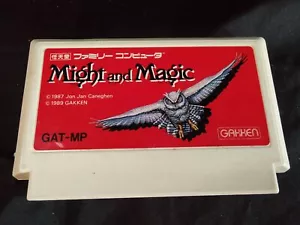 任天堂 ファミリーコンピュータ
Might and Magic
©1987 Jon Van Caneghen
©1989 GAKKEN
GAT-MP
GAKKEN